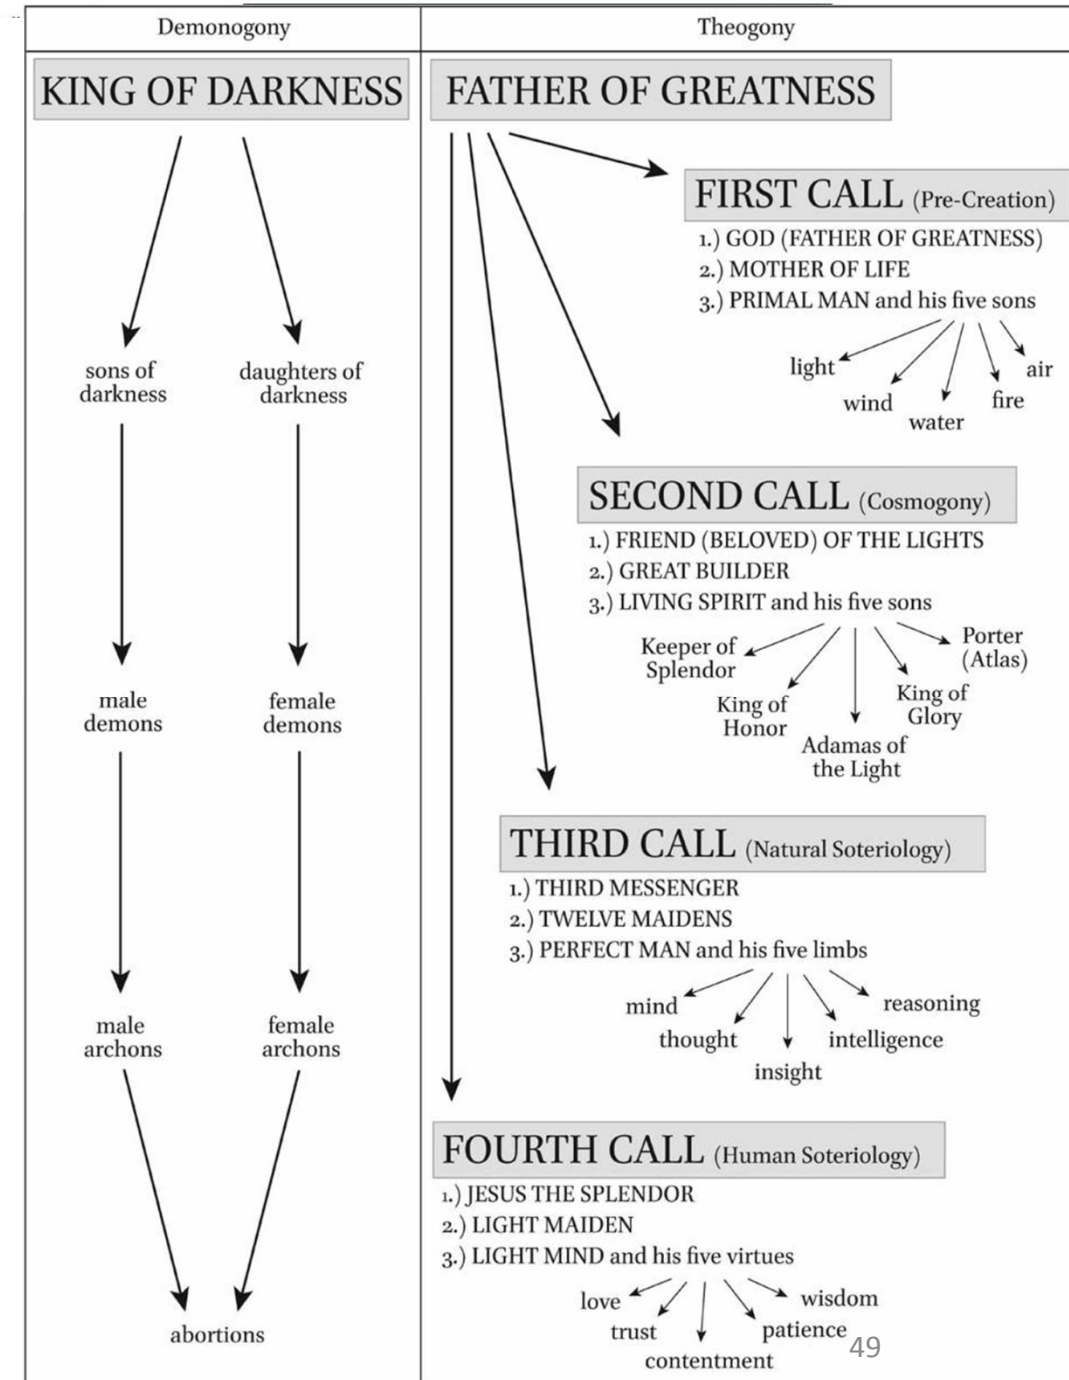 Demonogony
Theogony
KING OF DARKNESS
FATHER OF GREATNESS
FIRST CALL (Pre-Creation)
1.) GOD (FATHER OF GREATNESS)
2.) MOTHER OF LIFE
3.) PRIMAL MAN and his five sons
light
wind
water
fire
air
sons of
darkness
daughters of
darkness
SECOND CALL (Cosmogony)
1.) FRIEND (BELOVED) OF THE LIGHTS
2.) GREAT BUILDER
3.) LIVING SPIRIT and his five sons
Keeper of
Splendor
King of
Honor
Adamas of
the Light
King of
Glory
Porter
(Atlas)
male
demons
female
demons
THIRD CALL (Natural Soteriology)
1.) THIRD MESSENGER
2.) TWELVE MAIDENS
3.) PERFECT MAN and his five limbs
mind
thought
insight
intelligence
reasoning
male
archons
female
archons
FOURTH CALL (Human Soteriology)
1.) JESUS THE SPLENDOR
2.) LIGHT MAIDEN
3.) LIGHT MIND and his five virtues
love
trust
contentment
patience
wisdom
abortions
49